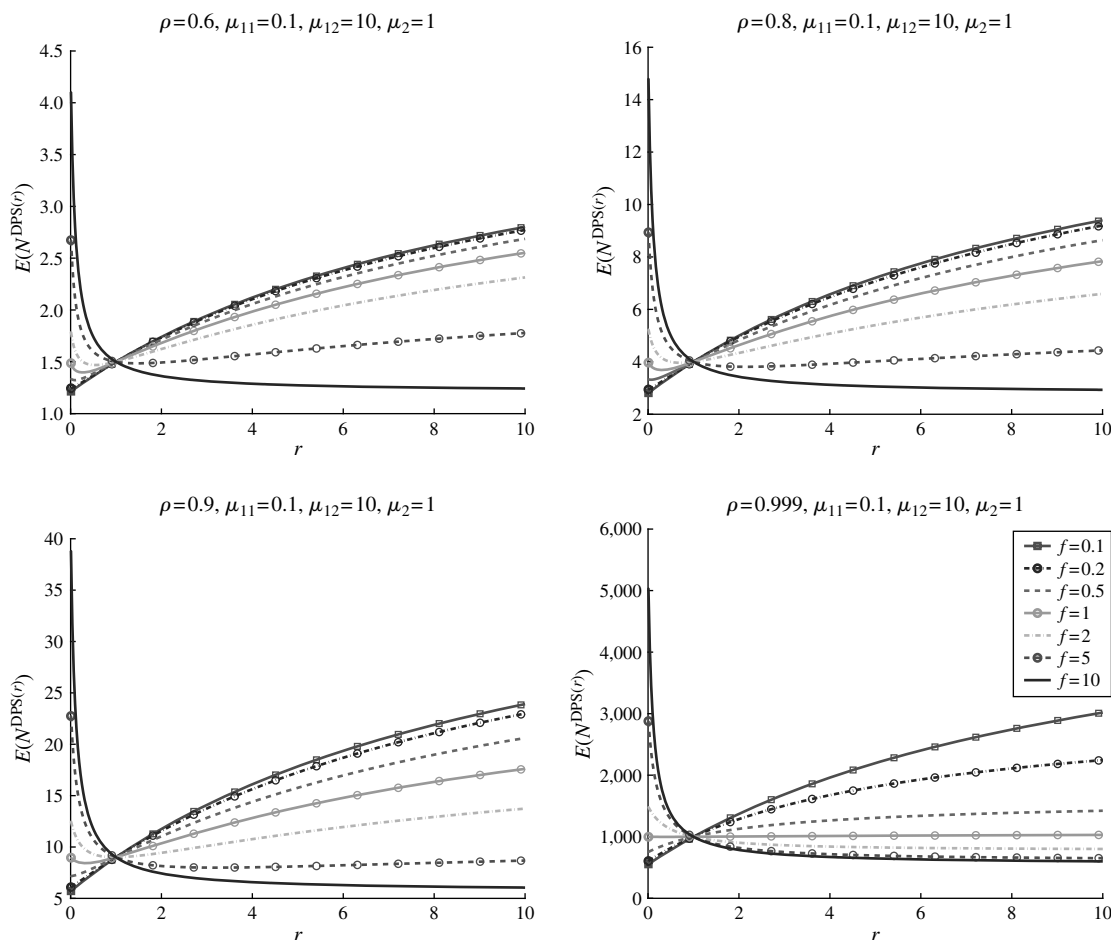 ρ=0.6, μ11=0.1, μ12=10, μ2=1
E(N^DPS(r))
4.5
4.0
3.5
3.0
2.5
2.0
1.5
1.0
0 2 4 6 8 10
r
ρ=0.8, μ11=0.1, μ12=10, μ2=1
E(N^DPS(r))
16
14
12
10
8
6
4
2
0 2 4 6 8 10
r
ρ=0.9, μ11=0.1, μ12=10, μ2=1
E(N^DPS(r))
40
35
30
25
20
15
10
5
0 2 4 6 8 10
r
ρ=0.999, μ11=0.1, μ12=10, μ2=1
E(N^DPS(r))
6,000
5,000
4,000
3,000
2,000
1,000
0
0 2 4 6 8 10
r
f=0.1
f=0.2
f=0.5
f=1
f=2
f=5
f=10